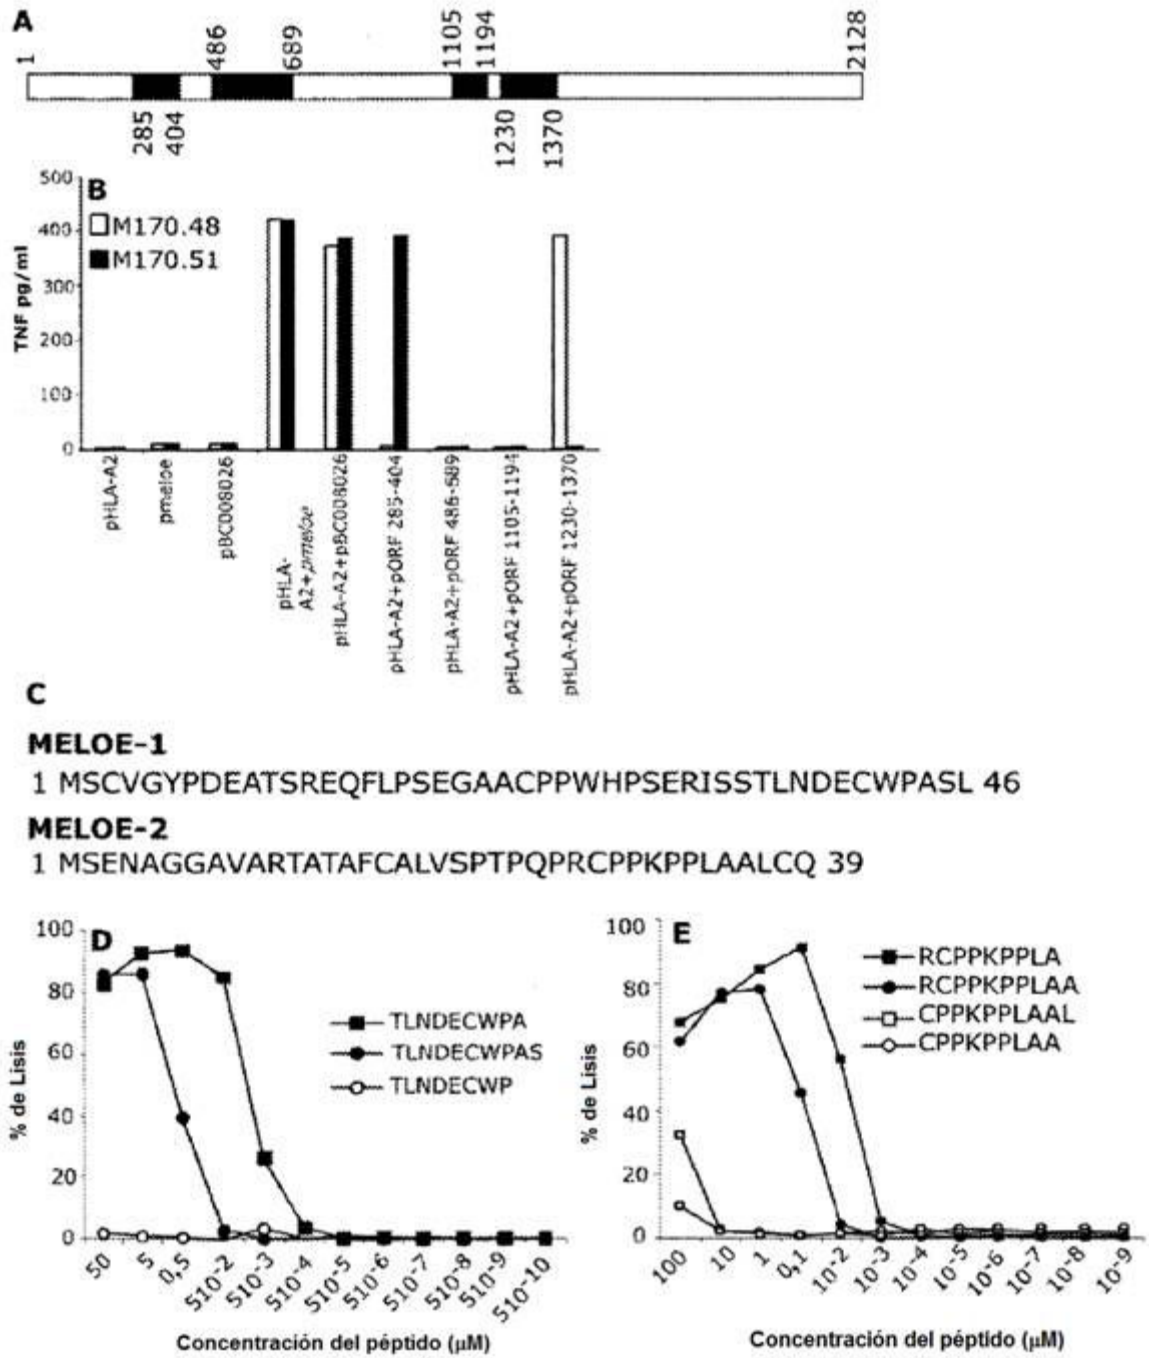 A
1
486
689
1105
1194
2128
285
404
1230
1370
B
500
400
300
200
100
0
TNF pg/ml
M170.48
M170.51
pHLA-A2
pmeloe
pBC008026
pHLA-
A2+pmeloe
pHLA-A2+pBC008026
pHLA-A2+pORF 285-404
pHLA-A2+pORF 486-689
pHLA-A2+pORF 1105-1194
pHLA-A2+pORF 1230-1370
C
MELOE-1
1 MSCVGYPDEATSREQFLPSEGAACPPWHPSERISSTLNDECWPASL 46
MELOE-2
1 MSENAGGAVARTATAFCALVSPTPQPRCPPKPPLAALCQ 39
D
100
80
60
40
20
0
% de Lisis
TLNDECWPA
TLNDECWPAS
TLNDECWP
50
5
0,5
510-2
510-3
510-4
510-5
510-6
510-7
510-8
510-9
510-10
Concentración del péptido (µM)
E
100
80
60
40
20
0
% de Lisis
RCPPKPPLA
RCPPKPPLAA
CPPKPPLAAL
CPPKPPLAA
100
10
1
0,1
10-2
10-3
10-4
10-5
10-6
10-7
10-8
10-9
Concentración del péptido (µM)